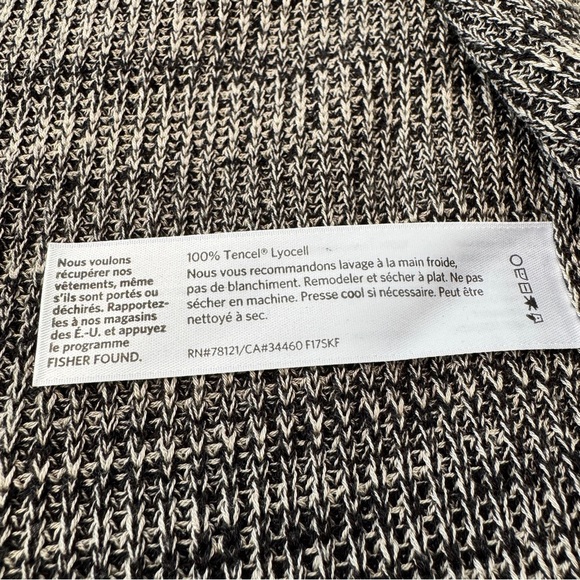 Nous voulons
récupérer nos
vêtements, même
s'ils sont portés ou
déchirés. Rapportez-
les à nos magasins
des É.-U. et appuyez
le programme
FISHER FOUND.
100% Tencel® Lyocell
Nous vous recommandons lavage à la main froide,
pas de blanchiment. Remodeler et sécher à plat. Ne pas
sécher en machine. Presse cool si nécessaire. Peut être
nettoyé à sec.
RN#78121/CA#34460 F17SKF